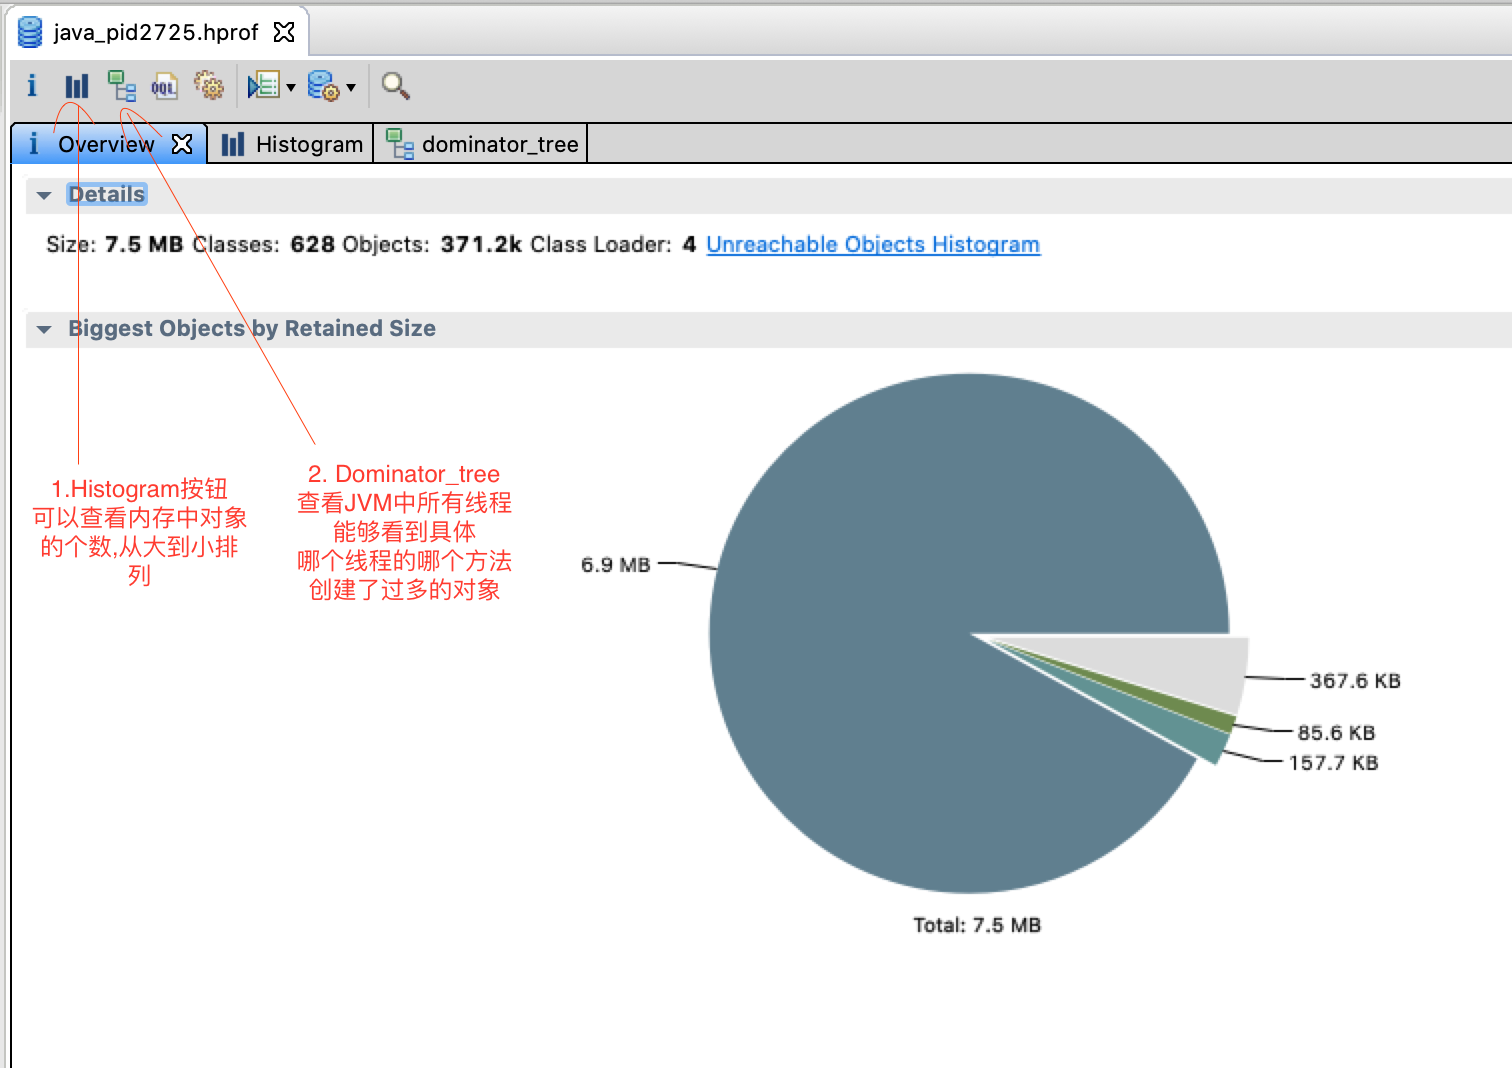 java_pid2725.hprof
OQL
Overview Histogram dominator_tree
Details
Size: 7.5 MB Classes: 628 Objects: 371.2k Class Loader: 4 Unreachable Objects Histogram
Biggest Objects by Retained Size
1.Histogram按钮
可以查看内存中对象
的个数,从大到小排
列
2. Dominator_tree
查看JVM中所有线程
能够看到具体
哪个线程的哪个方法
创建了过多的对象
6.9 MB
367.6 KB
85.6 KB
157.7 KB
Total: 7.5 MB